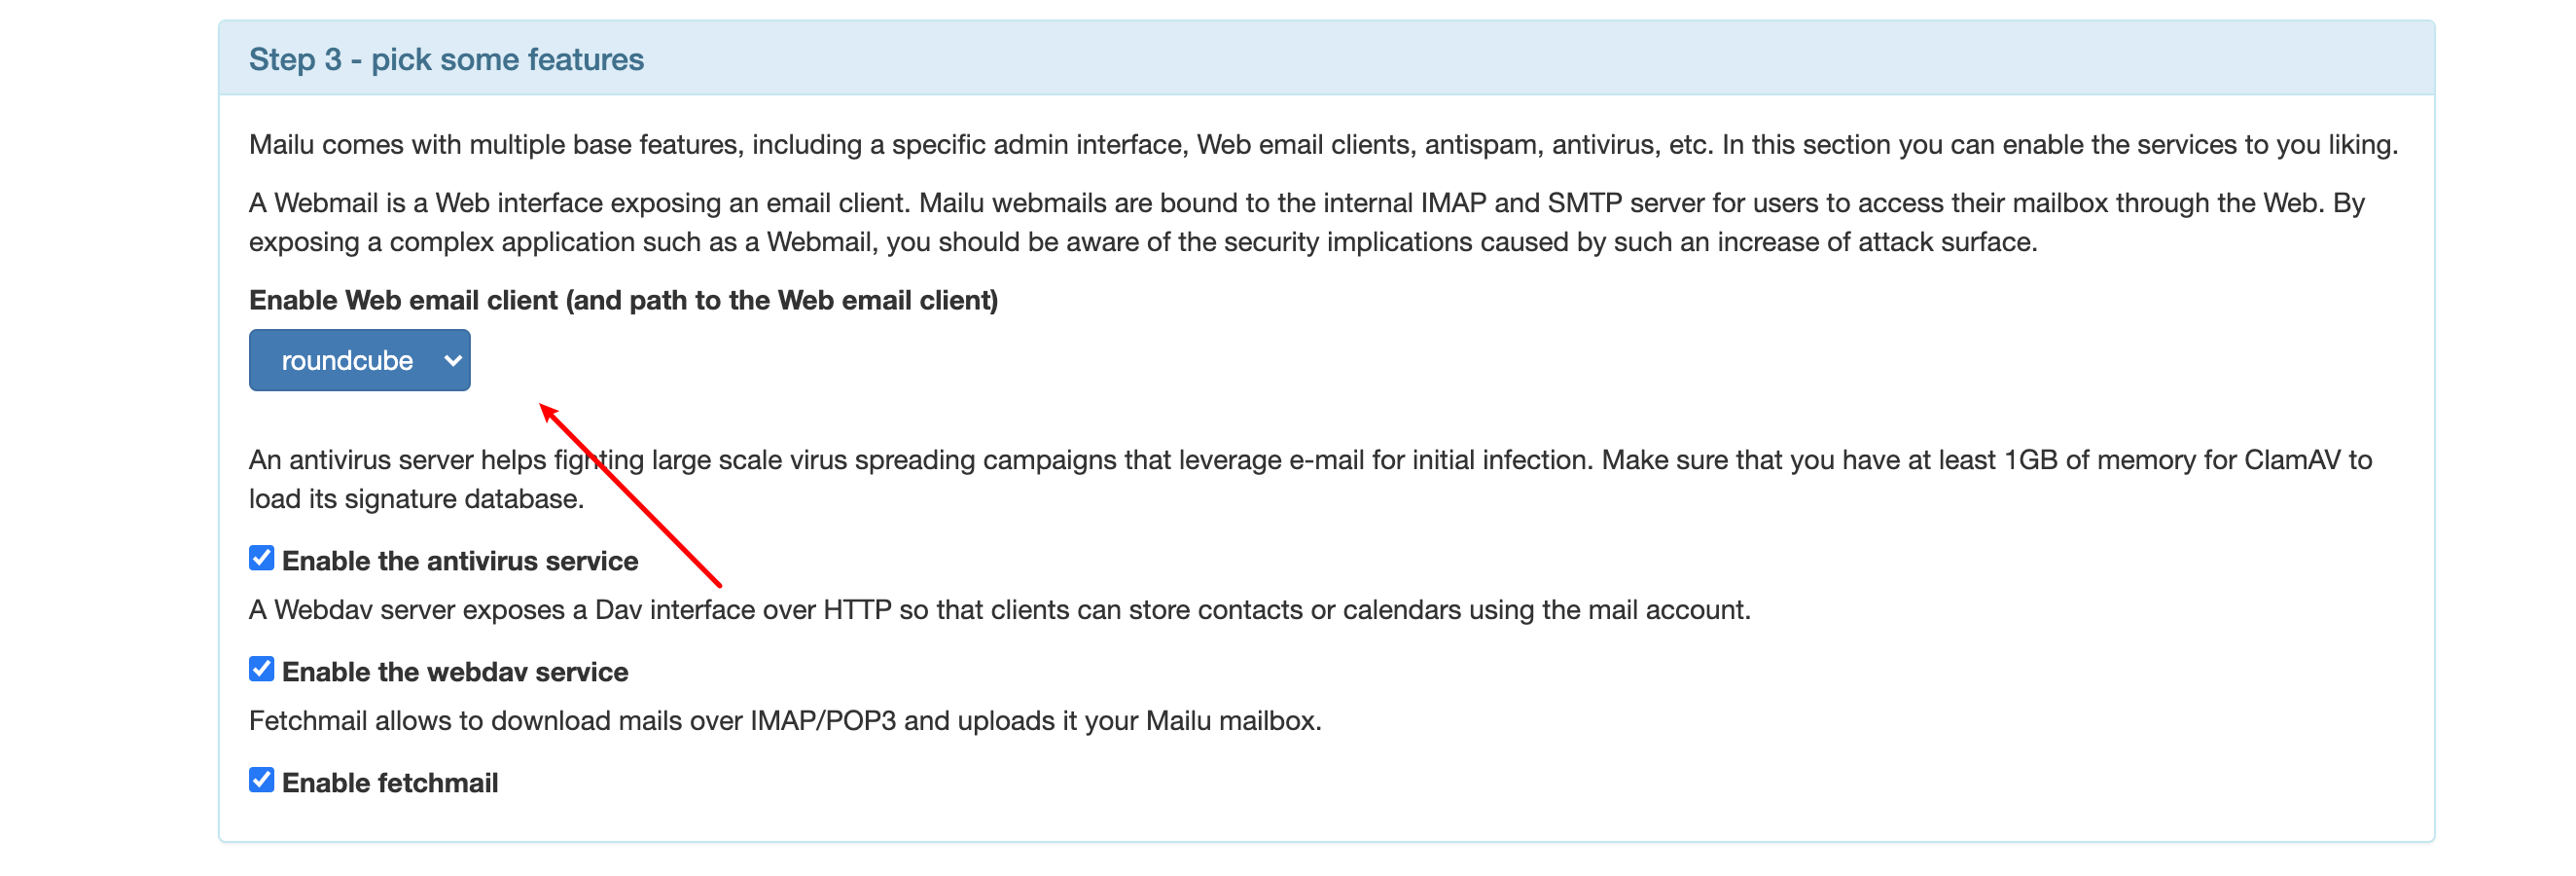 Step 3 - pick some features
Mailu comes with multiple base features, including a specific admin interface, Web email clients, antispam, antivirus, etc. In this section you can enable the services to you liking.
A Webmail is a Web interface exposing an email client. Mailu webmails are bound to the internal IMAP and SMTP server for users to access their mailbox through the Web. By
exposing a complex application such as a Webmail, you should be aware of the security implications caused by such an increase of attack surface.
Enable Web email client (and path to the Web email client)
roundcube
An antivirus server helps fighting large scale virus spreading campaigns that leverage e-mail for initial infection. Make sure that you have at least 1GB of memory for ClamAV to
load its signature database.
Enable the antivirus service
A Webdav server exposes a Dav interface over HTTP so that clients can store contacts or calendars using the mail account.
Enable the webdav service
Fetchmail allows to download mails over IMAP/POP3 and uploads it your Mailu mailbox.
Enable fetchmail